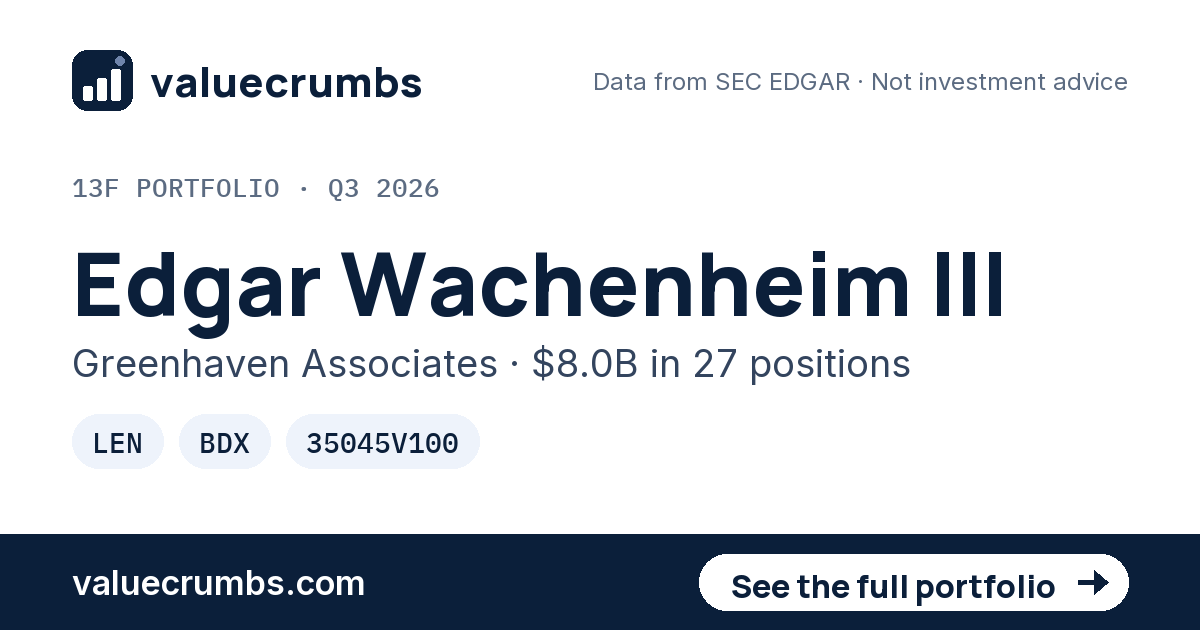 valuecrumbs
Data from SEC EDGAR · Not investment advice
13F PORTFOLIO · Q3 2026
Edgar Wachenheim III
Greenhaven Associates · $8.0B in 27 positions
LEN BDX 35045V100
valuecrumbs.com
See the full portfolio →